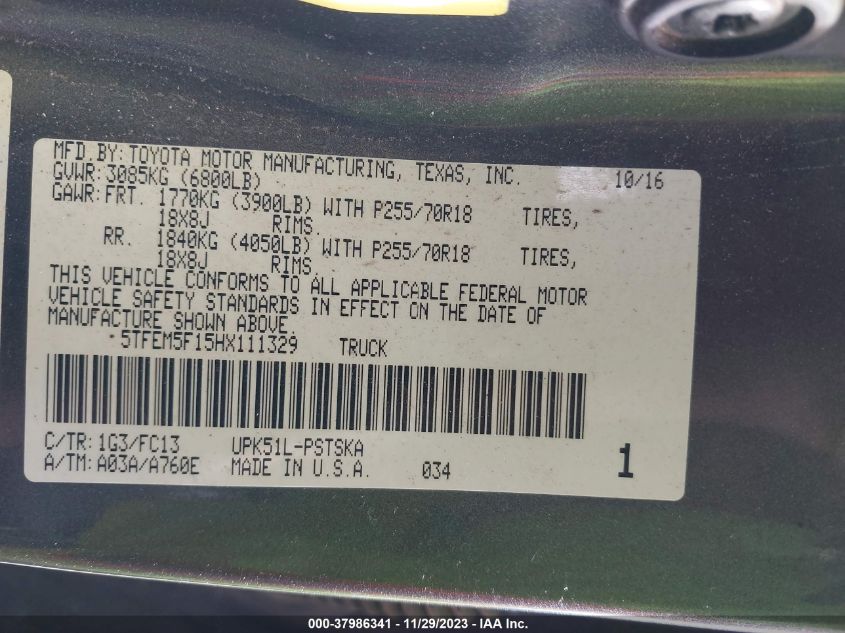 MFD.BY:TOYOTA MOTOR MANUFACTURING, TEXAS, INC. 10/16
GVWR:3085KG (6800LB)
GAWR:FRT. 1770KG (3900LB) WITH P255/70R18 TIRES,
18X8J RIMS
RR. 1840KG (4050LB) WITH P255/70R18 TIRES,
18X8J RIMS
THIS VEHICLE CONFORMS TO ALL APPLICABLE FEDERAL MOTOR
VEHICLE SAFETY STANDARDS IN EFFECT ON THE DATE OF
MANUFACTURE SHOWN ABOVE.
5TFEM5F15HX111329 TRUCK
C/TR:1G3/FC13 UPK51L-PSTSKA
A/TM:A03A/A760E MADE IN U.S.A. 034 1
000-37986341 - 11/29/2023 - IAAI.com